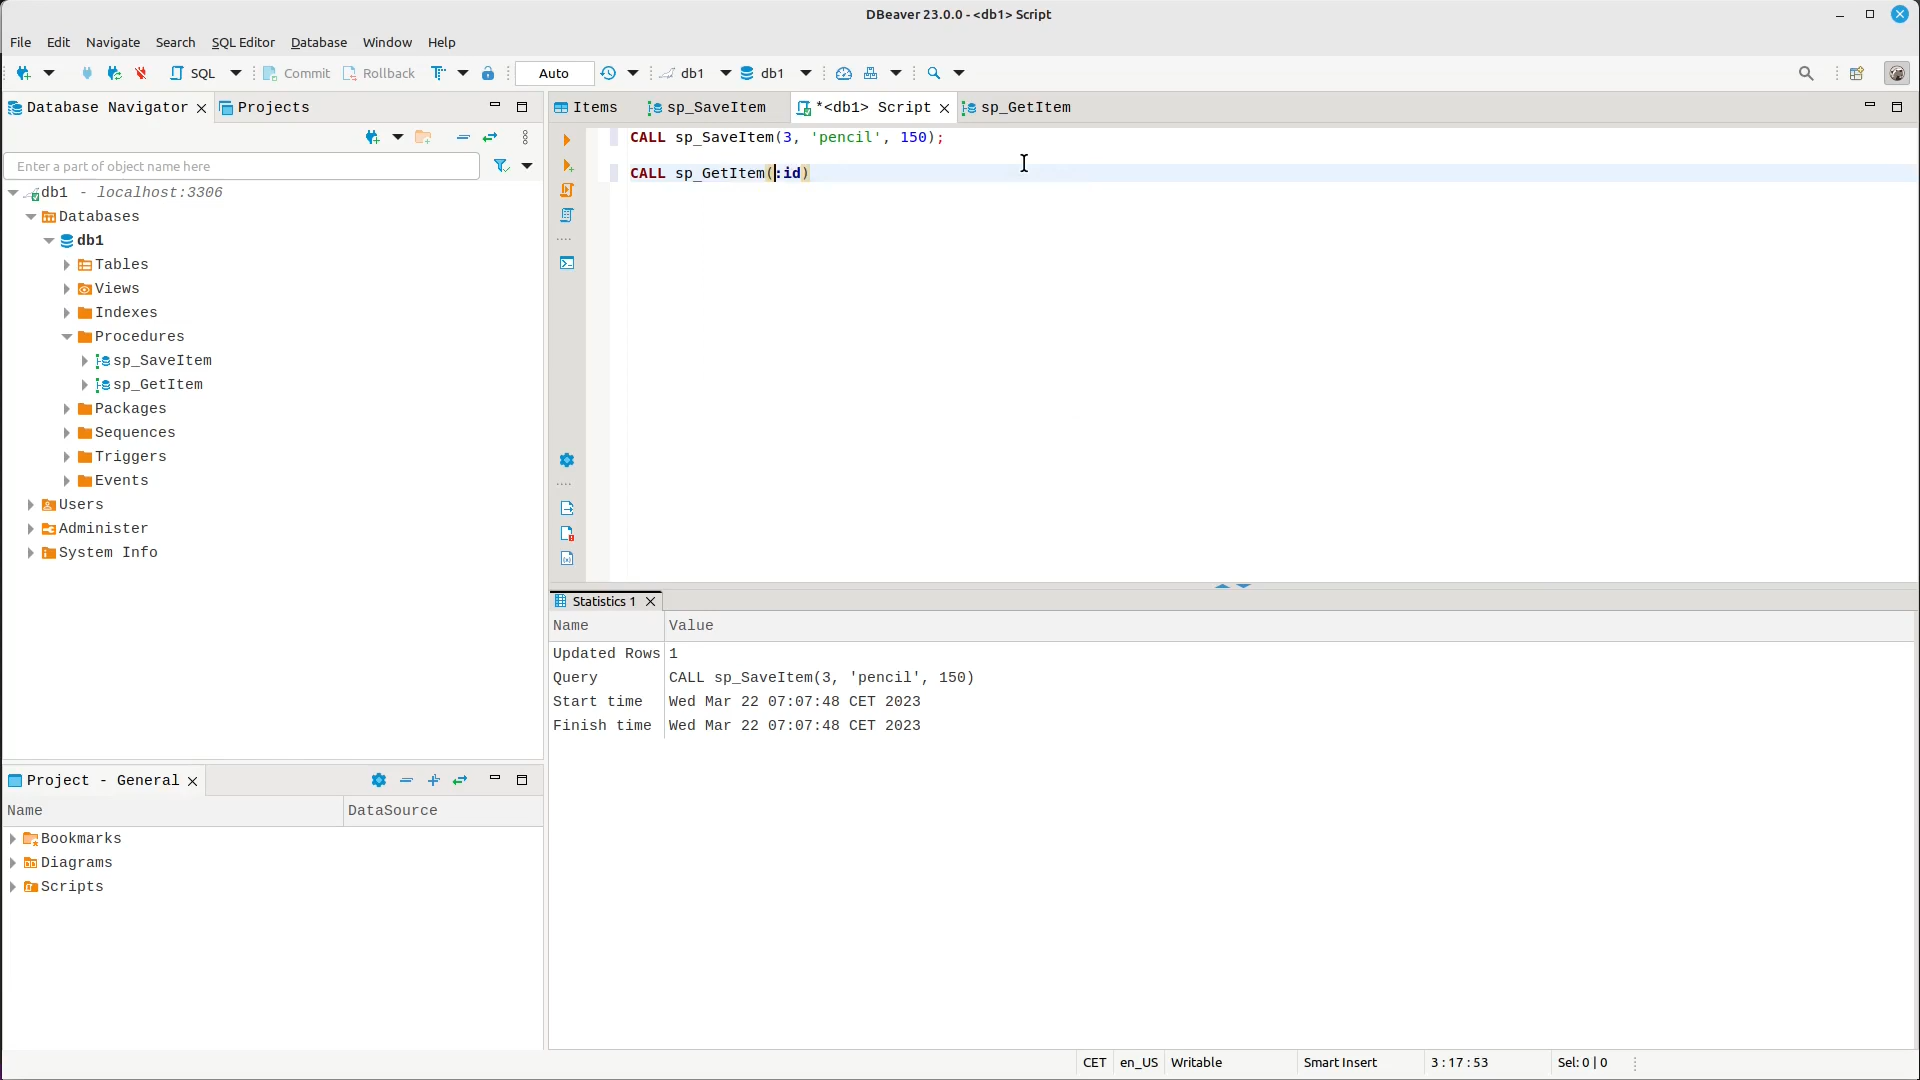 DBeaver 23.0.0 - <db1> Script
File Edit Navigate Search SQL Editor Database Window Help
SQL Commit Rollback Auto db1 db1
Database Navigator Projects
Items sp_SaveItem *<db1> Script sp_GetItem
Enter a part of object name here
db1 - localhost:3306
Databases
db1
Tables
Views
Indexes
Procedures
sp_SaveItem
sp_GetItem
Packages
Sequences
Triggers
Events
Users
Administer
System Info
CALL sp_SaveItem(3, 'pencil', 150);
CALL sp_GetItem(:id)
Statistics 1
Name Value
Updated Rows 1
Query CALL sp_SaveItem(3, 'pencil', 150)
Start time Wed Mar 22 07:07:48 CET 2023
Finish time Wed Mar 22 07:07:48 CET 2023
Project - General
Name DataSource
Bookmarks
Diagrams
Scripts
CET en_US Writable Smart Insert 3 : 17 : 53 Sel: 0 | 0